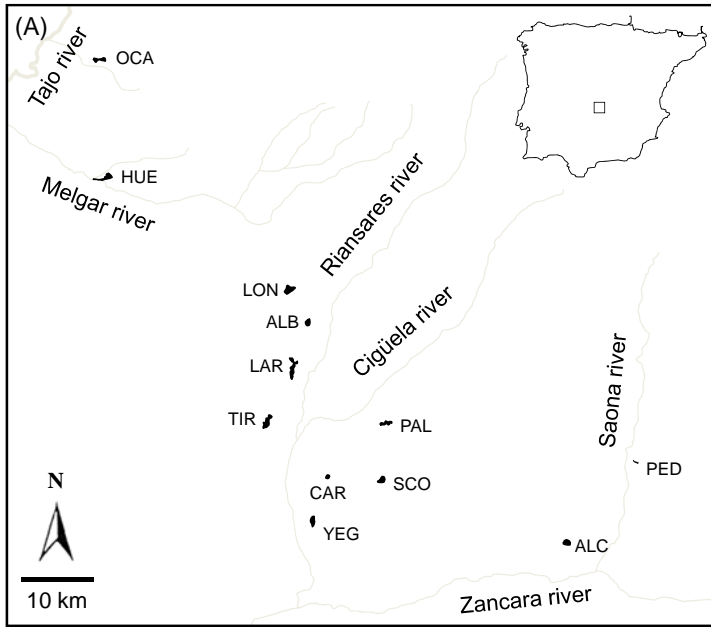 (A)
Tajo river
OCA
HUE
Melgar river
Riansares river
LON
ALB
Cigüela river
LAR
Saona river
TIR
PAL
PED
N
CAR
SCO
YEG
ALC
10 km
Zancara river